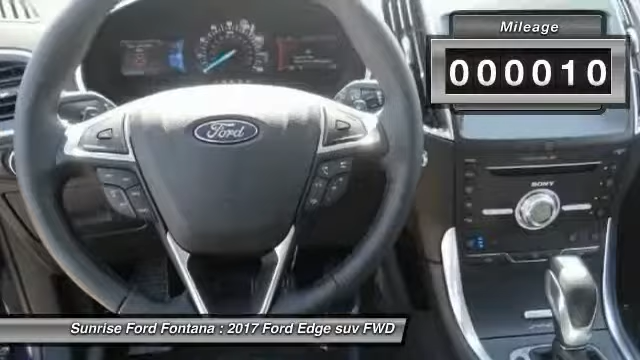 Mileage
000010
Ford
SONY
Sunrise Ford Fontana : 2017 Ford Edge suv FWD